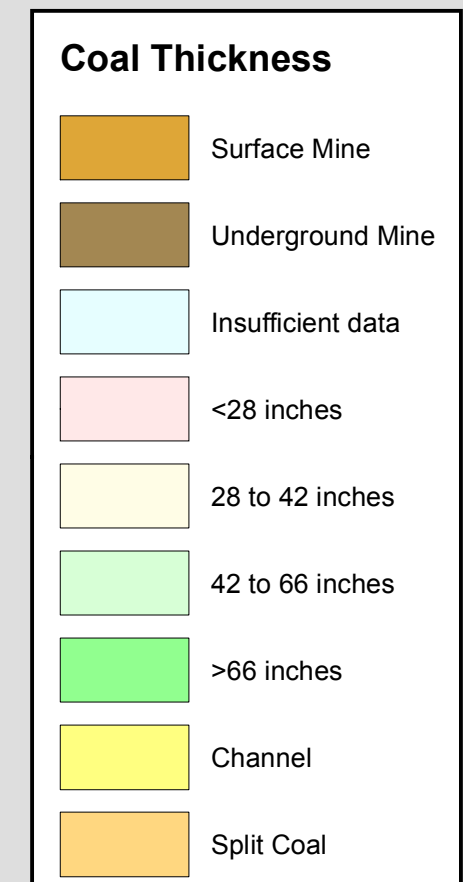 Coal Thickness
Surface Mine
Underground Mine
Insufficient data
<28 inches
28 to 42 inches
42 to 66 inches
>66 inches
Channel
Split Coal